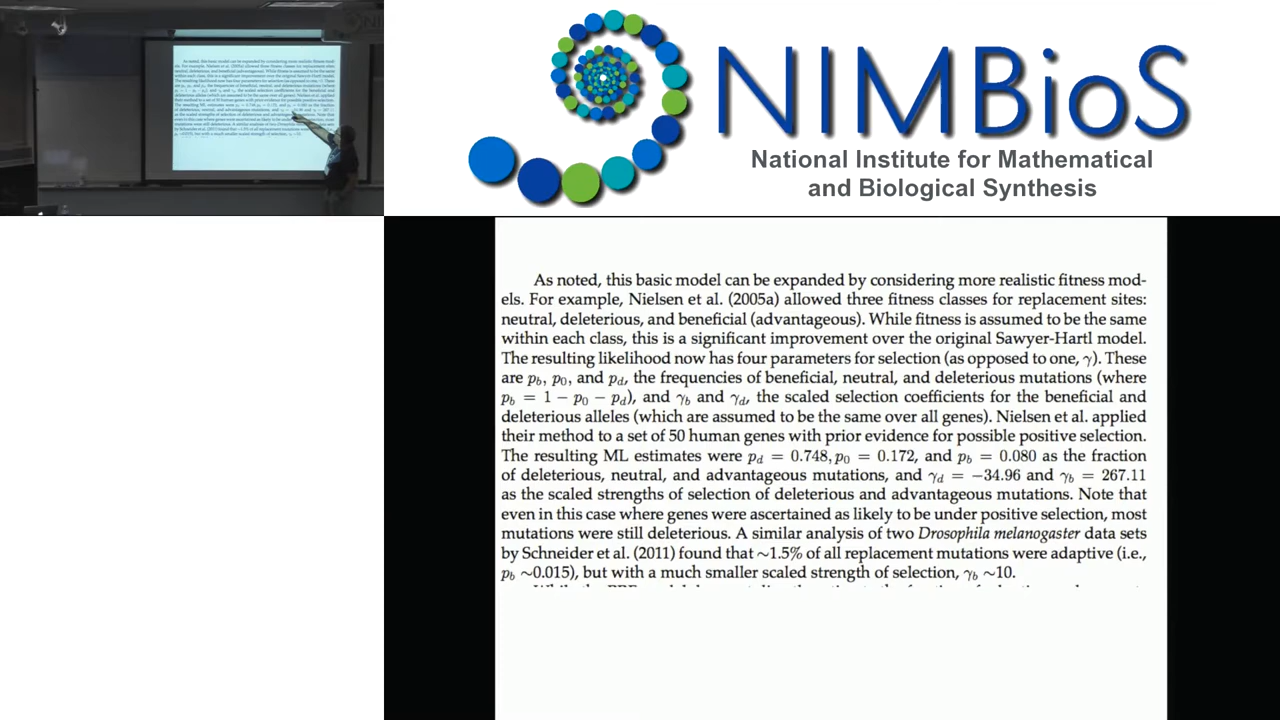 NIMBioS
National Institute for Mathematical
and Biological Synthesis
As noted, this basic model can be expanded by considering more realistic fitness mod-
els. For example, Nielsen et al. (2005a) allowed three fitness classes for replacement sites:
neutral, deleterious, and beneficial (advantageous). While fitness is assumed to be the same
within each class, this is a significant improvement over the original Sawyer-Hartl model.
The resulting likelihood now has four parameters for selection (as opposed to one, γ). These
are p_b, p_0, and p_d, the frequencies of beneficial, neutral, and deleterious mutations (where
p_b = 1 − p_0 − p_d), and γ_b and γ_d, the scaled selection coefficients for the beneficial and
deleterious alleles (which are assumed to be the same over all genes). Nielsen et al. applied
their method to a set of 50 human genes with prior evidence for possible positive selection.
The resulting ML estimates were p_d = 0.748, p_0 = 0.172, and p_b = 0.080 as the fraction
of deleterious, neutral, and advantageous mutations, and γ_d = −34.96 and γ_b = 267.11
as the scaled strengths of selection of deleterious and advantageous mutations. Note that
even in this case where genes were ascertained as likely to be under positive selection, most
mutations were still deleterious. A similar analysis of two Drosophila melanogaster data sets
by Schneider et al. (2011) found that ~1.5% of all replacement mutations were adaptive (i.e.,
p_b ~0.015), but with a much smaller scaled strength of selection, γ_b ~10.